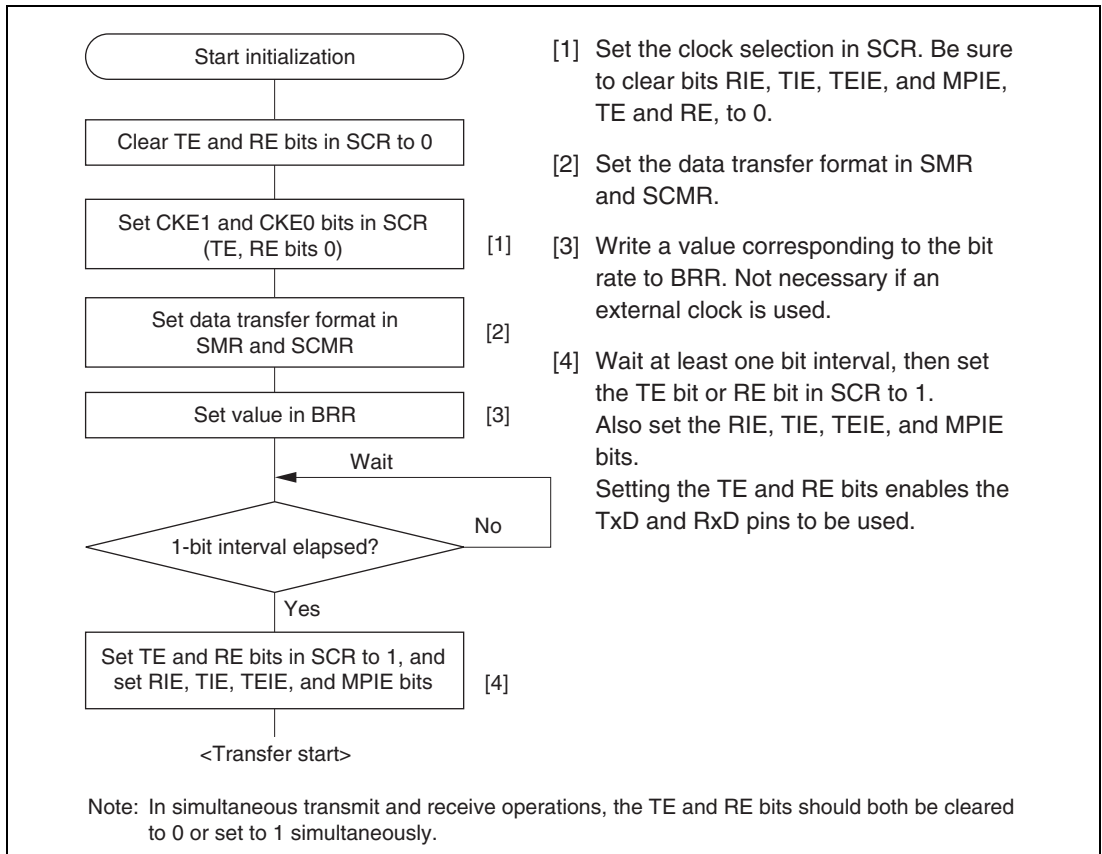 Start initialization
Clear TE and RE bits in SCR to 0
Set CKE1 and CKE0 bits in SCR
(TE, RE bits 0)
[1]
Set data transfer format in
SMR and SCMR
[2]
Set value in BRR
[3]
Wait
1-bit interval elapsed?
No
Yes
Set TE and RE bits in SCR to 1, and
set RIE, TIE, TEIE, and MPIE bits
[4]
<Transfer start>
[1] Set the clock selection in SCR. Be sure
to clear bits RIE, TIE, TEIE, and MPIE,
TE and RE, to 0.
[2] Set the data transfer format in SMR
and SCMR.
[3] Write a value corresponding to the bit
rate to BRR. Not necessary if an
external clock is used.
[4] Wait at least one bit interval, then set
the TE bit or RE bit in SCR to 1.
Also set the RIE, TIE, TEIE, and MPIE
bits.
Setting the TE and RE bits enables the
TxD and RxD pins to be used.
Note: In simultaneous transmit and receive operations, the TE and RE bits should both be cleared
to 0 or set to 1 simultaneously.